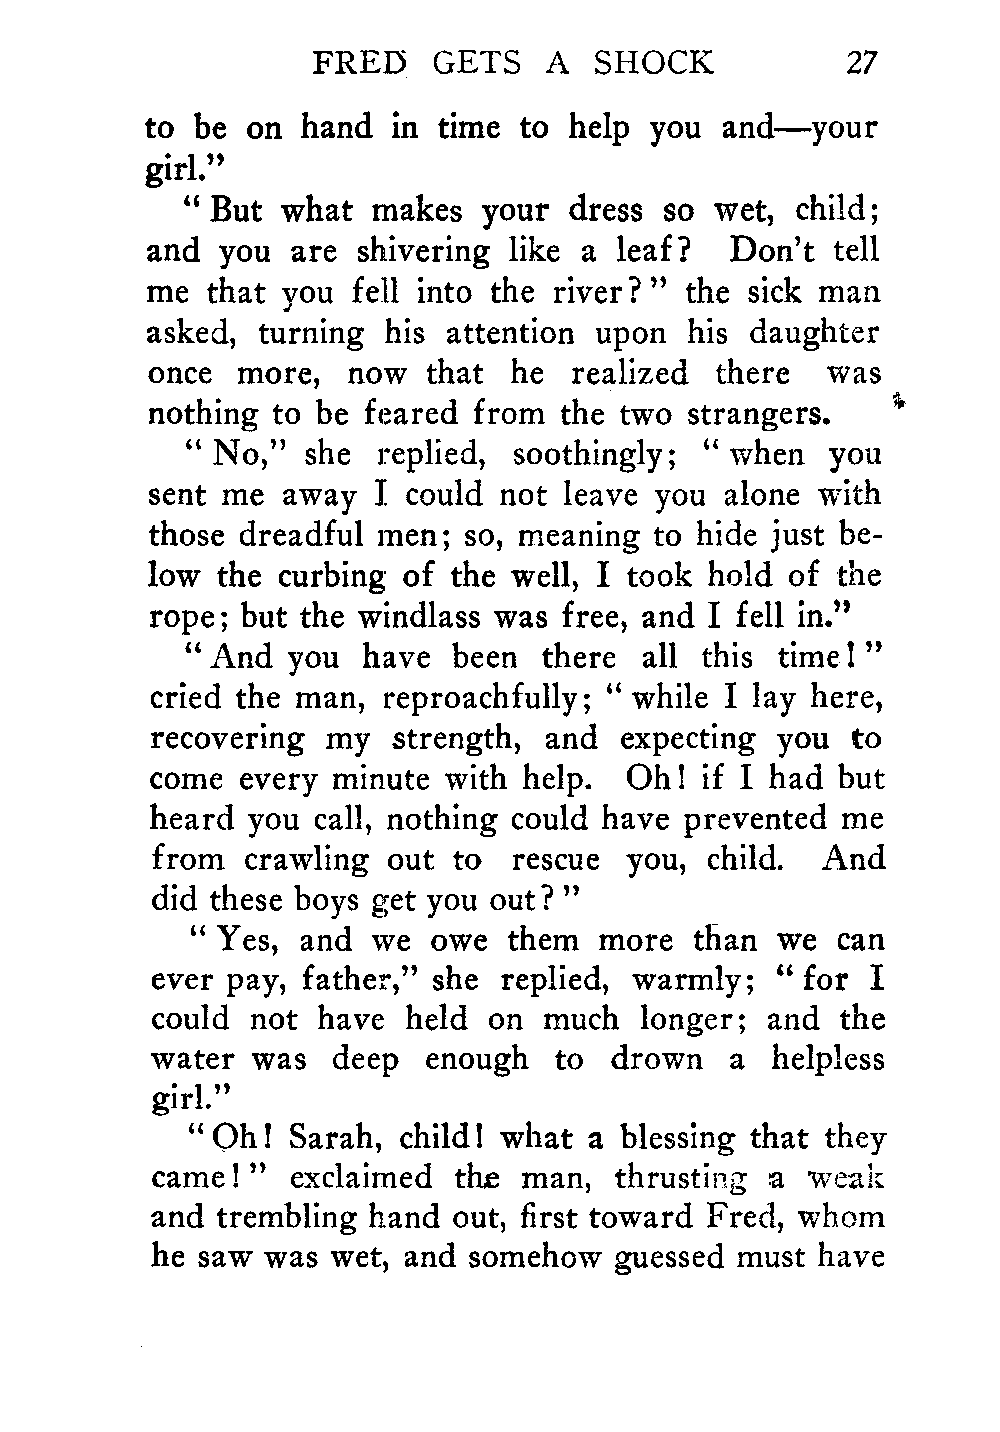 FRED GETS A SHOCK 27
to be on hand in time to help you and—your
girl."
" But what makes your dress so wet, child;
and you are shivering like a leaf? Don't tell
me that you fell into the river? " the sick man
asked, turning his attention upon his daughter
once more, now that he realized there was
nothing to be feared from the two strangers.
" No," she replied, soothingly; " when you
sent me away I could not leave you alone with
those dreadful men; so, meaning to hide just be-
low the curbing of the well, I took hold of the
rope; but the windlass was free, and I fell in."
" And you have been there all this time! "
cried the man, reproachfully; " while I lay here,
recovering my strength, and expecting you to
come every minute with help. Oh! if I had but
heard you call, nothing could have prevented me
from crawling out to rescue you, child. And
did these boys get you out? "
" Yes, and we owe them more than we can
ever pay, father," she replied, warmly; " for I
could not have held on much longer; and the
water was deep enough to drown a helpless
girl."
" Oh! Sarah, child! what a blessing that they
came! " exclaimed the man, thrusting a weak
and trembling hand out, first toward Fred, whom
he saw was wet, and somehow guessed must have